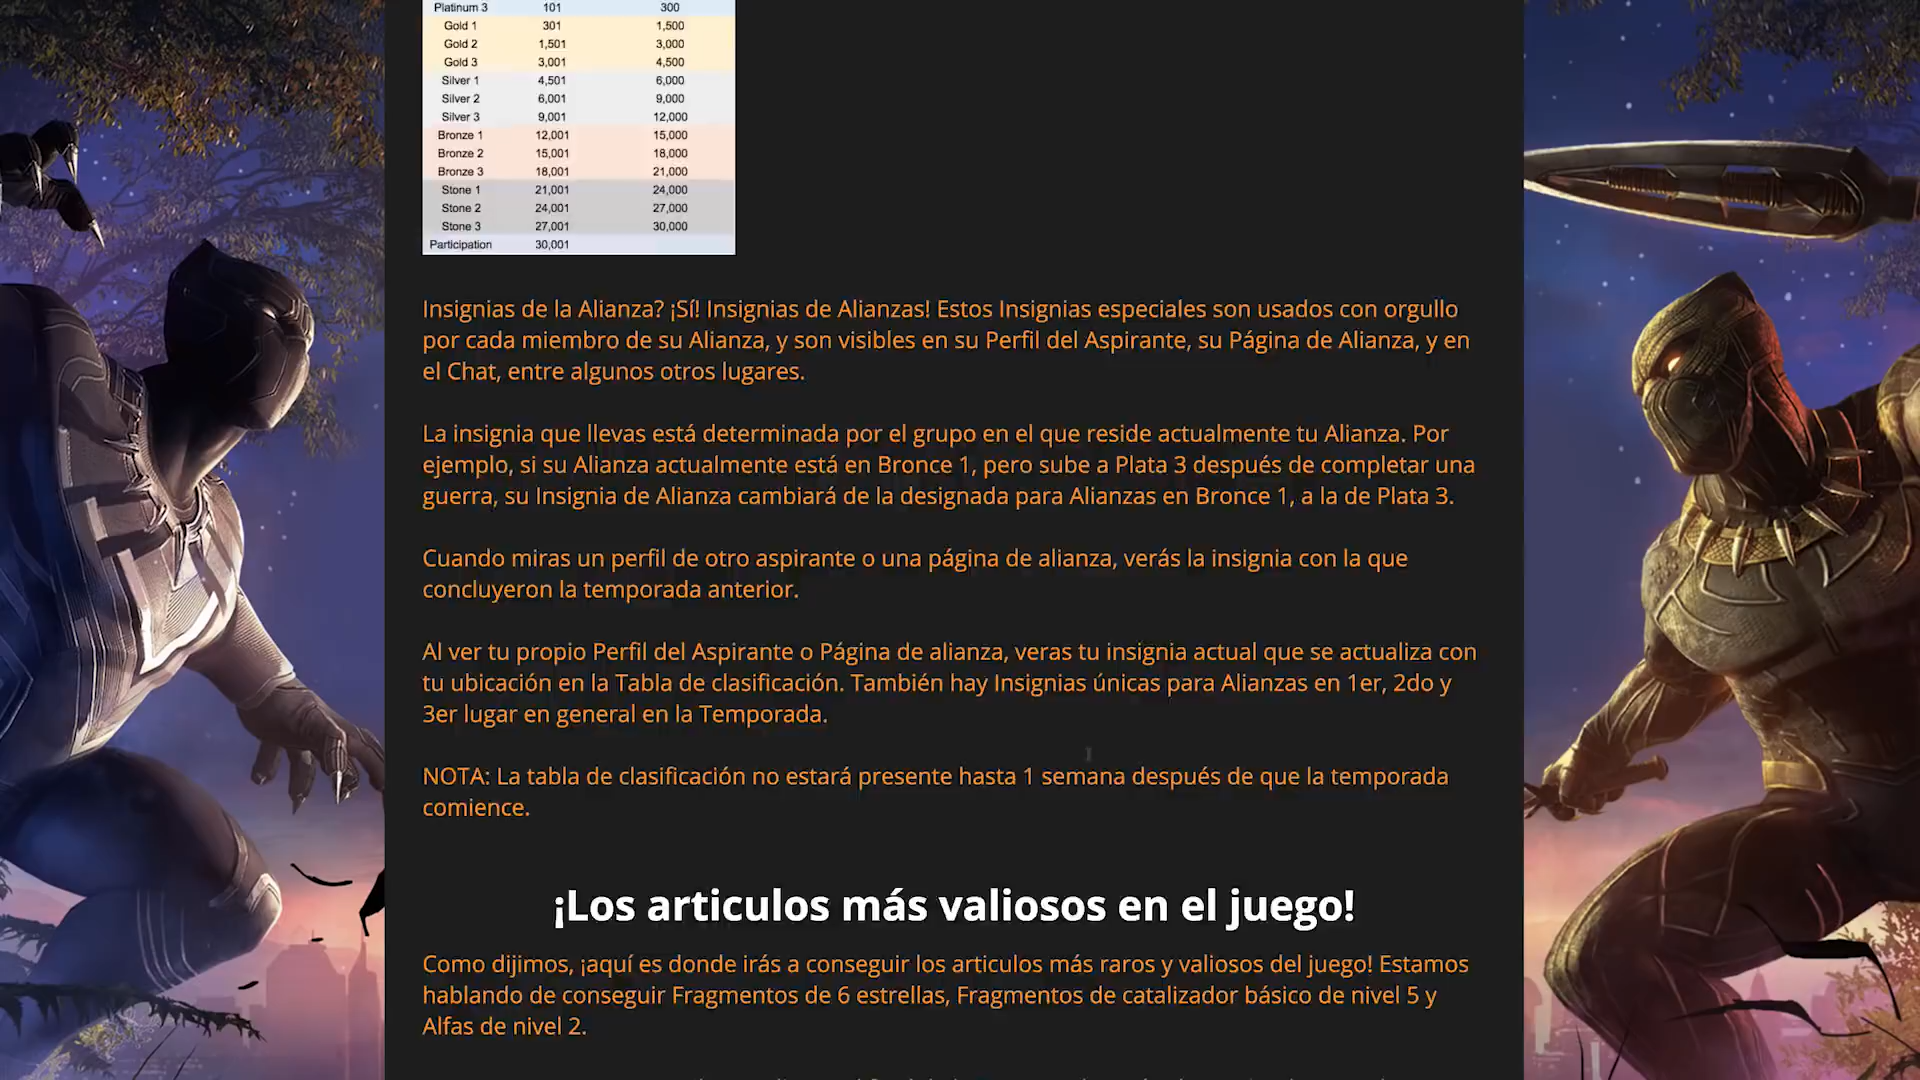 Platinum 3 101 300
Gold 1 301 1,500
Gold 2 1,501 3,000
Gold 3 3,001 4,500
Silver 1 4,501 6,000
Silver 2 6,001 9,000
Silver 3 9,001 12,000
Bronze 1 12,001 15,000
Bronze 2 15,001 18,000
Bronze 3 18,001 21,000
Stone 1 21,001 24,000
Stone 2 24,001 27,000
Stone 3 27,001 30,000
Participation 30,001
Insignias de la Alianza? ¡Sí! Insignias de Alianzas! Estos Insignias especiales son usados con orgullo
por cada miembro de su Alianza, y son visibles en su Perfil del Aspirante, su Página de Alianza, y en
el Chat, entre algunos otros lugares.
La insignia que llevas está determinada por el grupo en el que reside actualmente tu Alianza. Por
ejemplo, si su Alianza actualmente está en Bronce 1, pero sube a Plata 3 después de completar una
guerra, su Insignia de Alianza cambiará de la designada para Alianzas en Bronce 1, a la de Plata 3.
Cuando miras un perfil de otro aspirante o una página de alianza, verás la insignia con la que
concluyeron la temporada anterior.
Al ver tu propio Perfil del Aspirante o Página de alianza, veras tu insignia actual que se actualiza con
tu ubicación en la Tabla de clasificación. También hay Insignias únicas para Alianzas en 1er, 2do y
3er lugar en general en la Temporada.
NOTA: La tabla de clasificación no estará presente hasta 1 semana después de que la temporada
comience.
¡Los articulos más valiosos en el juego!
Como dijimos, ¡aquí es donde irás a conseguir los articulos más raros y valiosos del juego! Estamos
hablando de conseguir Fragmentos de 6 estrellas, Fragmentos de catalizador básico de nivel 5 y
Alfas de nivel 2.